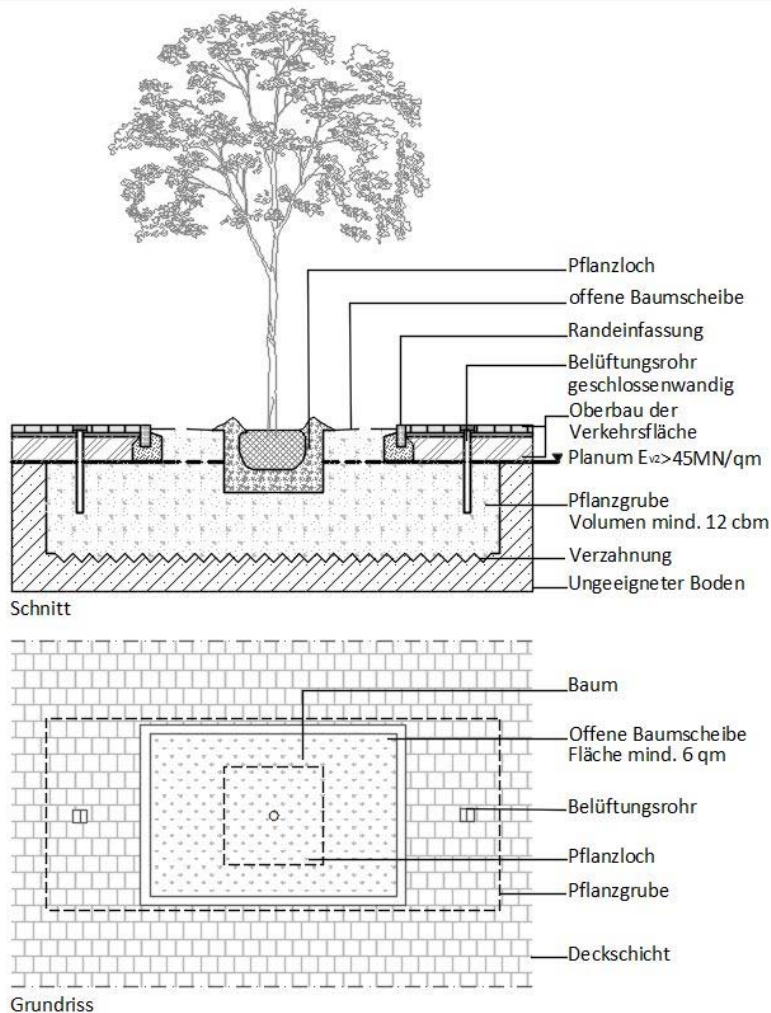 Pflanzloch
offene Baumscheibe
Randeinfassung
Belüftungsrohr
geschlossenwandig
Oberbau der
Verkehrsfläche
Planum Ev2>45MN/qm
Pflanzgrube
Volumen mind. 12 cbm
Verzahnung
Ungeeigneter Boden
Schnitt
Baum
Offene Baumscheibe
Fläche mind. 6 qm
Belüftungsrohr
Pflanzloch
Pflanzgrube
Deckschicht
Grundriss